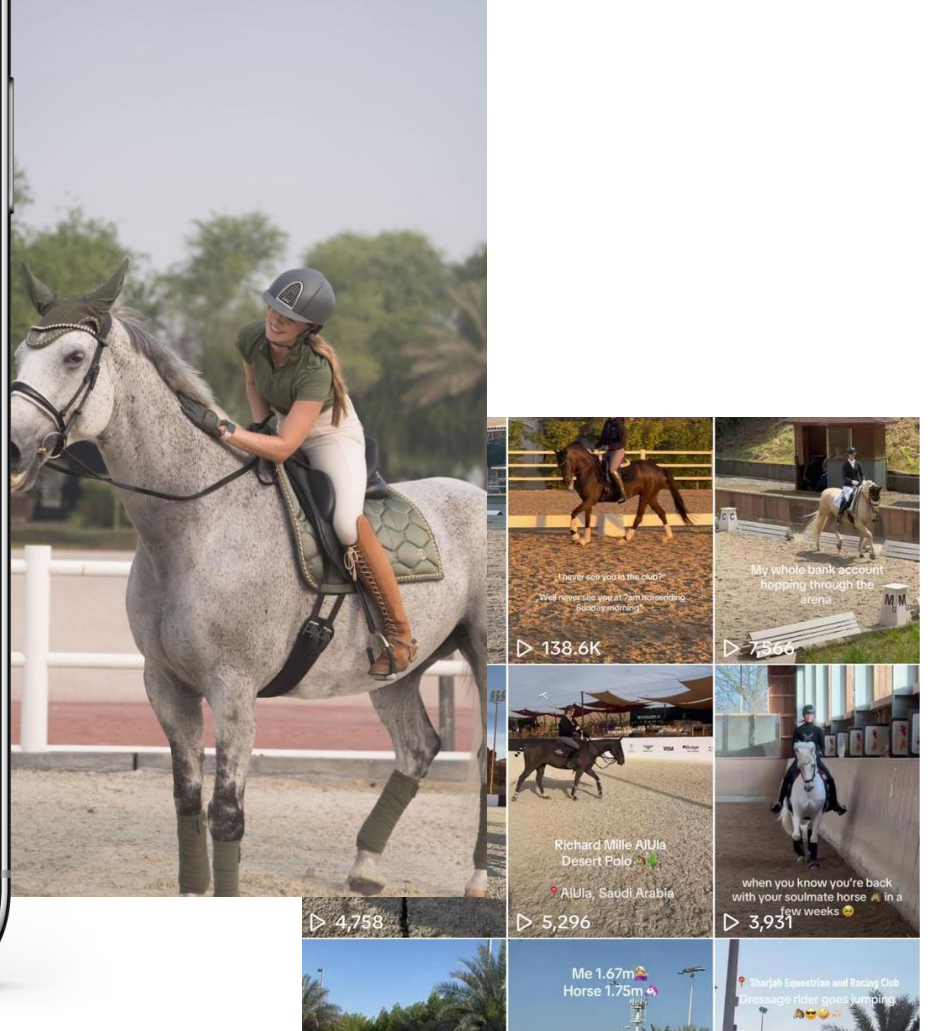 "I never see you in the club?"
"Well never see you at 7am horseriding
Sunday morning"
138.6K
My whole bank account
hopping through the
arena
M M
7,566
4,758
VISA
Richard Mille AlUla
Desert Polo
AlUla, Saudi Arabia
5,296
when you know you're back
with your soulmate horse 🐴 in a
few weeks 🥹
3,931
Me 1.67m
Horse 1.75m 🦄
📍 Sharjah Equestrian and Racing Club
Dressage rider goes jumping